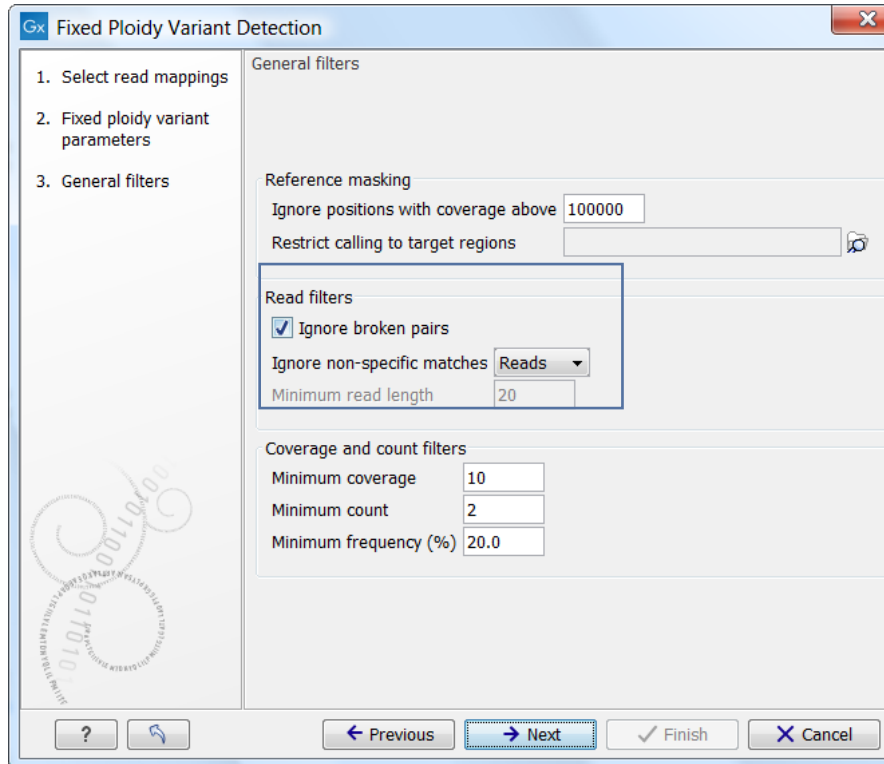 Gx Fixed Ploidy Variant Detection
1. Select read mappings
2. Fixed ploidy variant
parameters
3. General filters
General filters
Reference masking
Ignore positions with coverage above 100000
Restrict calling to target regions
Read filters
Ignore broken pairs
Ignore non-specific matches Reads
Minimum read length 20
Coverage and count filters
Minimum coverage 10
Minimum count 2
Minimum frequency (%) 20.0
? Previous Next Finish Cancel